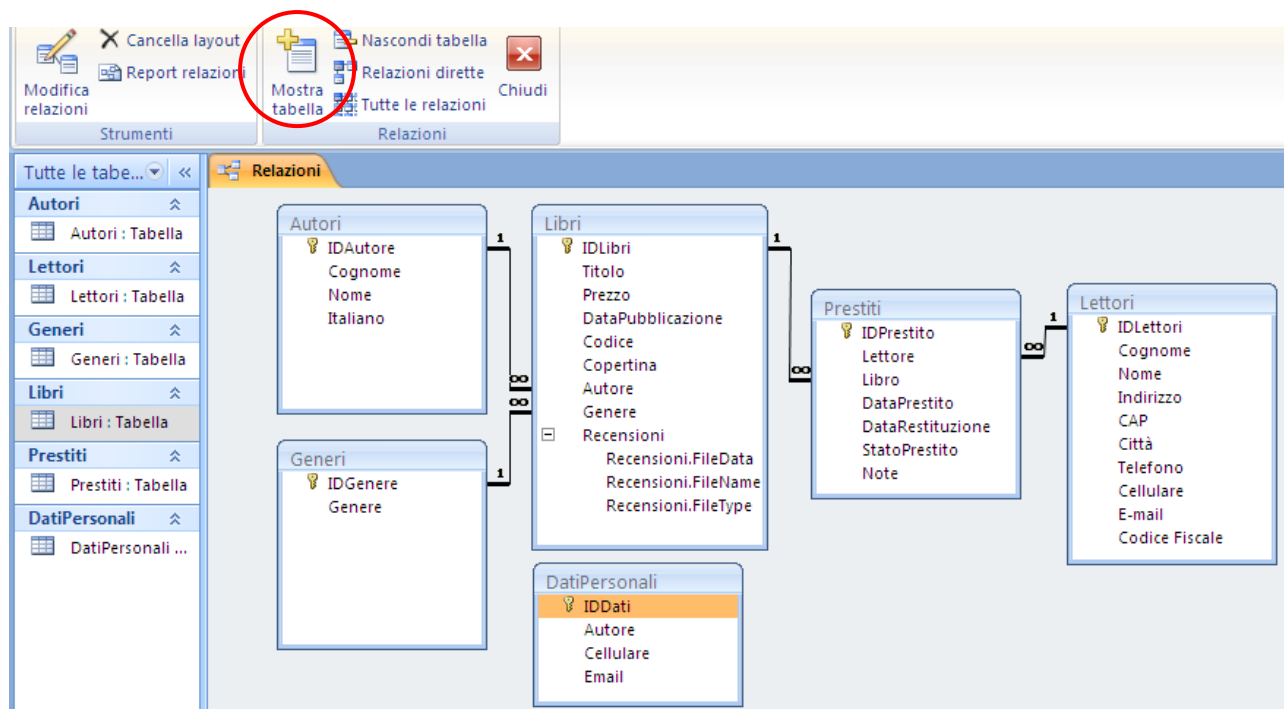 Cancella layout
Report relazioni
Modifica
relazioni
Strumenti
Mostra
tabella
Nascondi tabella
Relazioni dirette
Tutte le relazioni
Chiudi
Relazioni
Tutte le tabe...
Autori
Autori : Tabella
Lettori
Lettori : Tabella
Generi
Generi : Tabella
Libri
Libri : Tabella
Prestiti
Prestiti : Tabella
DatiPersonali
DatiPersonali ...
Relazioni
Autori
IDAutore
Cognome
Nome
Italiano
1
∞
Generi
IDGenere
Genere
1
∞
Libri
IDLibri
Titolo
Prezzo
DataPubblicazione
Codice
Copertina
Autore
Genere
Recensioni
Recensioni.FileData
Recensioni.FileName
Recensioni.FileType
1
∞
DatiPersonali
IDDati
Autore
Cellulare
Email
Prestiti
IDPrestito
Lettore
Libro
DataPrestito
DataRestituzione
StatoPrestito
Note
∞
1
Lettori
IDLettori
Cognome
Nome
Indirizzo
CAP
Città
Telefono
Cellulare
E-mail
Codice Fiscale